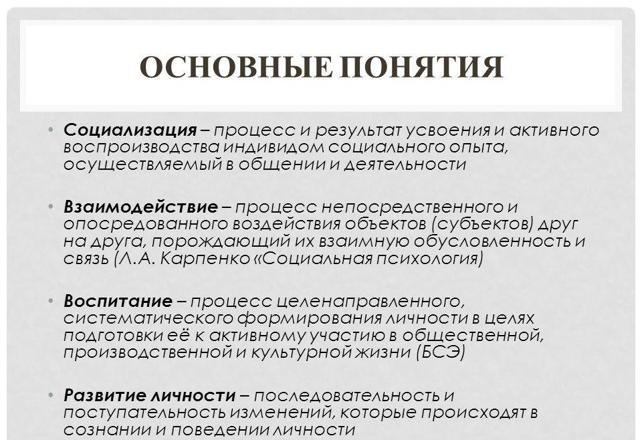 ОСНОВНЫЕ ПОНЯТИЯ
• Социализация – процесс и результат усвоения и активного
воспроизводства индивидом социального опыта,
осуществляемый в общении и деятельности
• Взаимодействие – процесс непосредственного и
опосредованного воздействия объектов (субъектов) друг
на друга, порождающий их взаимную обусловленность и
связь (Л.А. Карпенко «Социальная психология)
• Воспитание – процесс целенаправленного,
систематического формирования личности в целях
подготовки её к активному участию в общественной,
производственной и культурной жизни (БСЭ)
• Развитие личности – последовательность и
поступательность изменений, которые происходят в
сознании и поведении личности